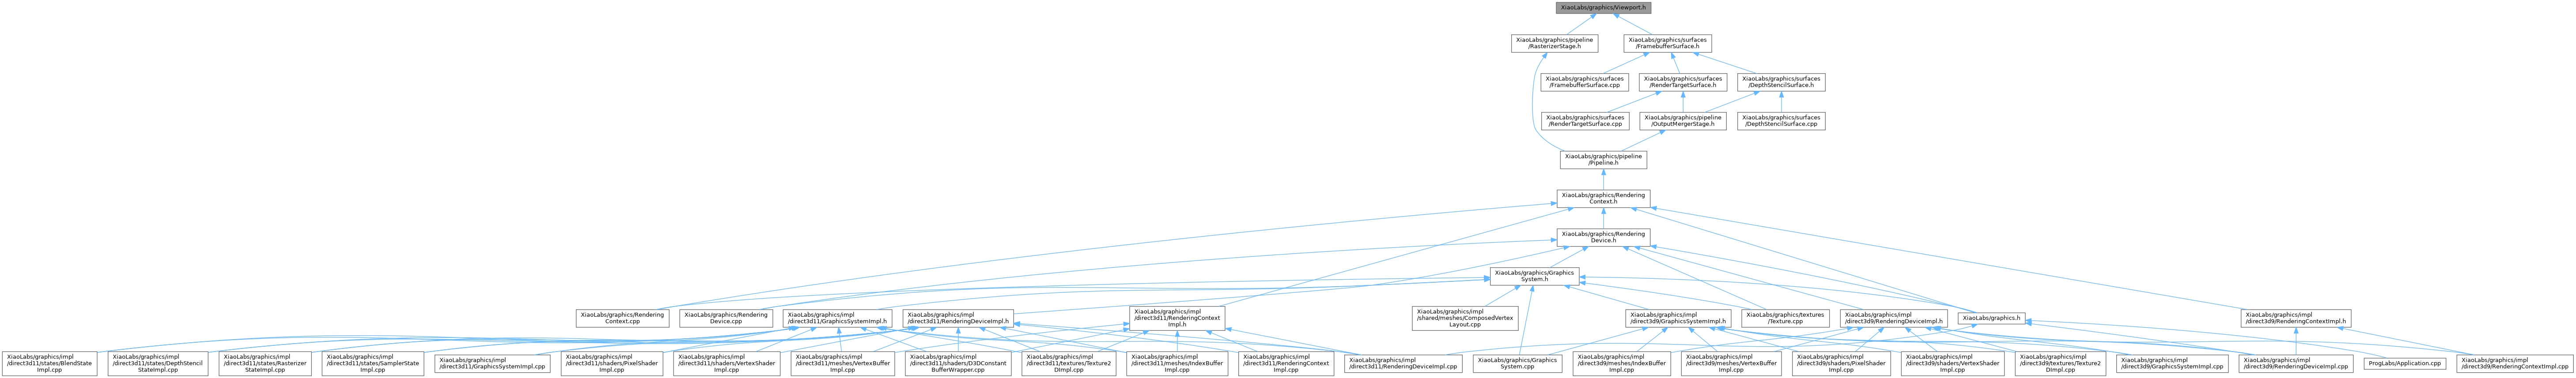 XiaoLabs/graphics/Viewport.h
XiaoLabs/graphics/pipeline
/RasterizerStage.h
XiaoLabs/graphics/surfaces
/FramebufferSurface.h
XiaoLabs/graphics/surfaces
/FramebufferSurface.cpp
XiaoLabs/graphics/surfaces
/RenderTargetSurface.h
XiaoLabs/graphics/surfaces
/DepthStencilSurface.h
XiaoLabs/graphics/surfaces
/RenderTargetSurface.cpp
XiaoLabs/graphics/pipeline
/OutputMergerStage.h
XiaoLabs/graphics/surfaces
/DepthStencilSurface.cpp
XiaoLabs/graphics/pipeline
/Pipeline.h
XiaoLabs/graphics/Rendering
Context.h
XiaoLabs/graphics/Rendering
Device.h
XiaoLabs/graphics/Graphics
System.h
XiaoLabs/graphics/Rendering
Context.cpp
XiaoLabs/graphics/Rendering
Device.cpp
XiaoLabs/graphics/impl
/direct3d11/GraphicsSystemImpl.h
XiaoLabs/graphics/impl
/direct3d11/RenderingDeviceImpl.h
XiaoLabs/graphics/impl
/direct3d11/RenderingContext
Impl.h
XiaoLabs/graphics/impl
/shared/meshes/ComposedVertex
Layout.cpp
XiaoLabs/graphics/impl
/direct3d9/GraphicsSystemImpl.h
XiaoLabs/graphics/textures
/Texture.cpp
XiaoLabs/graphics/impl
/direct3d9/RenderingDeviceImpl.h
XiaoLabs/graphics.h
XiaoLabs/graphics/impl
/direct3d9/RenderingContextImpl.h
XiaoLabs/graphics/impl
/direct3d11/states/BlendState
Impl.cpp
XiaoLabs/graphics/impl
/direct3d11/states/DepthStencil
StateImpl.cpp
XiaoLabs/graphics/impl
/direct3d11/states/Rasterizer
StateImpl.cpp
XiaoLabs/graphics/impl
/direct3d11/states/SamplerState
Impl.cpp
XiaoLabs/graphics/impl
/direct3d11/GraphicsSystemImpl.cpp
XiaoLabs/graphics/impl
/direct3d11/shaders/PixelShader
Impl.cpp
XiaoLabs/graphics/impl
/direct3d11/shaders/VertexShader
Impl.cpp
XiaoLabs/graphics/impl
/direct3d11/meshes/VertexBuffer
Impl.cpp
XiaoLabs/graphics/impl
/direct3d11/shaders/D3DConstant
BufferWrapper.cpp
XiaoLabs/graphics/impl
/direct3d11/textures/Texture2
DImpl.cpp
XiaoLabs/graphics/impl
/direct3d11/meshes/IndexBuffer
Impl.cpp
XiaoLabs/graphics/impl
/direct3d11/RenderingContext
Impl.cpp
XiaoLabs/graphics/impl
/direct3d11/RenderingDeviceImpl.cpp
XiaoLabs/graphics/Graphics
System.cpp
XiaoLabs/graphics/impl
/direct3d9/meshes/IndexBuffer
Impl.cpp
XiaoLabs/graphics/impl
/direct3d9/meshes/VertexBuffer
Impl.cpp
XiaoLabs/graphics/impl
/direct3d9/shaders/PixelShader
Impl.cpp
XiaoLabs/graphics/impl
/direct3d9/shaders/VertexShader
Impl.cpp
XiaoLabs/graphics/impl
/direct3d9/textures/Texture2
DImpl.cpp
XiaoLabs/graphics/impl
/direct3d9/GraphicsSystemImpl.cpp
XiaoLabs/graphics/impl
/direct3d9/RenderingDeviceImpl.cpp
ProgLabs/Application.cpp
XiaoLabs/graphics/impl
/direct3d9/RenderingContextImpl.cpp